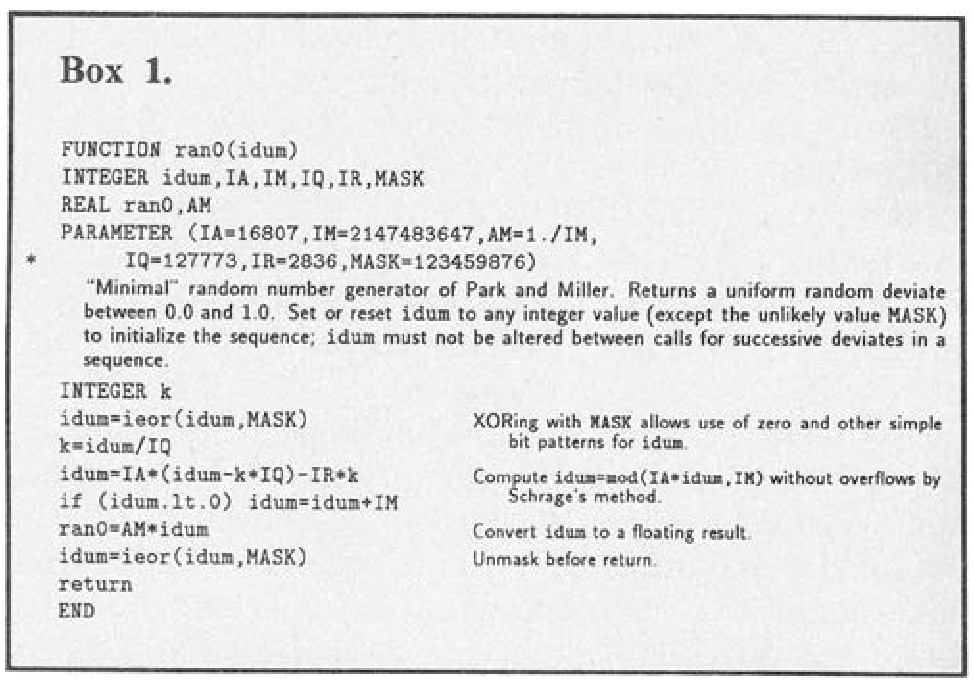 Box 1.
FUNCTION ran0(idum)
INTEGER idum,IA,IM,IQ,IR,MASK
REAL ran0,AM
PARAMETER (IA=16807,IM=2147483647,AM=1./IM,
* IQ=127773,IR=2836,MASK=123459876)
"Minimal" random number generator of Park and Miller. Returns a uniform random deviate
between 0.0 and 1.0. Set or reset idum to any integer value (except the unlikely value MASK)
to initialize the sequence; idum must not be altered between calls for successive deviates in a
sequence.
INTEGER k
idum=ieor(idum,MASK) XORing with MASK allows use of zero and other simple
bit patterns for idum.
k=idum/IQ
idum=IA*(idum-k*IQ)-IR*k Compute idum=mod(IA*idum,IM) without overflows by
Schrage's method.
if (idum.lt.0) idum=idum+IM
ran0=AM*idum Convert idum to a floating result.
idum=ieor(idum,MASK) Unmask before return.
return
END